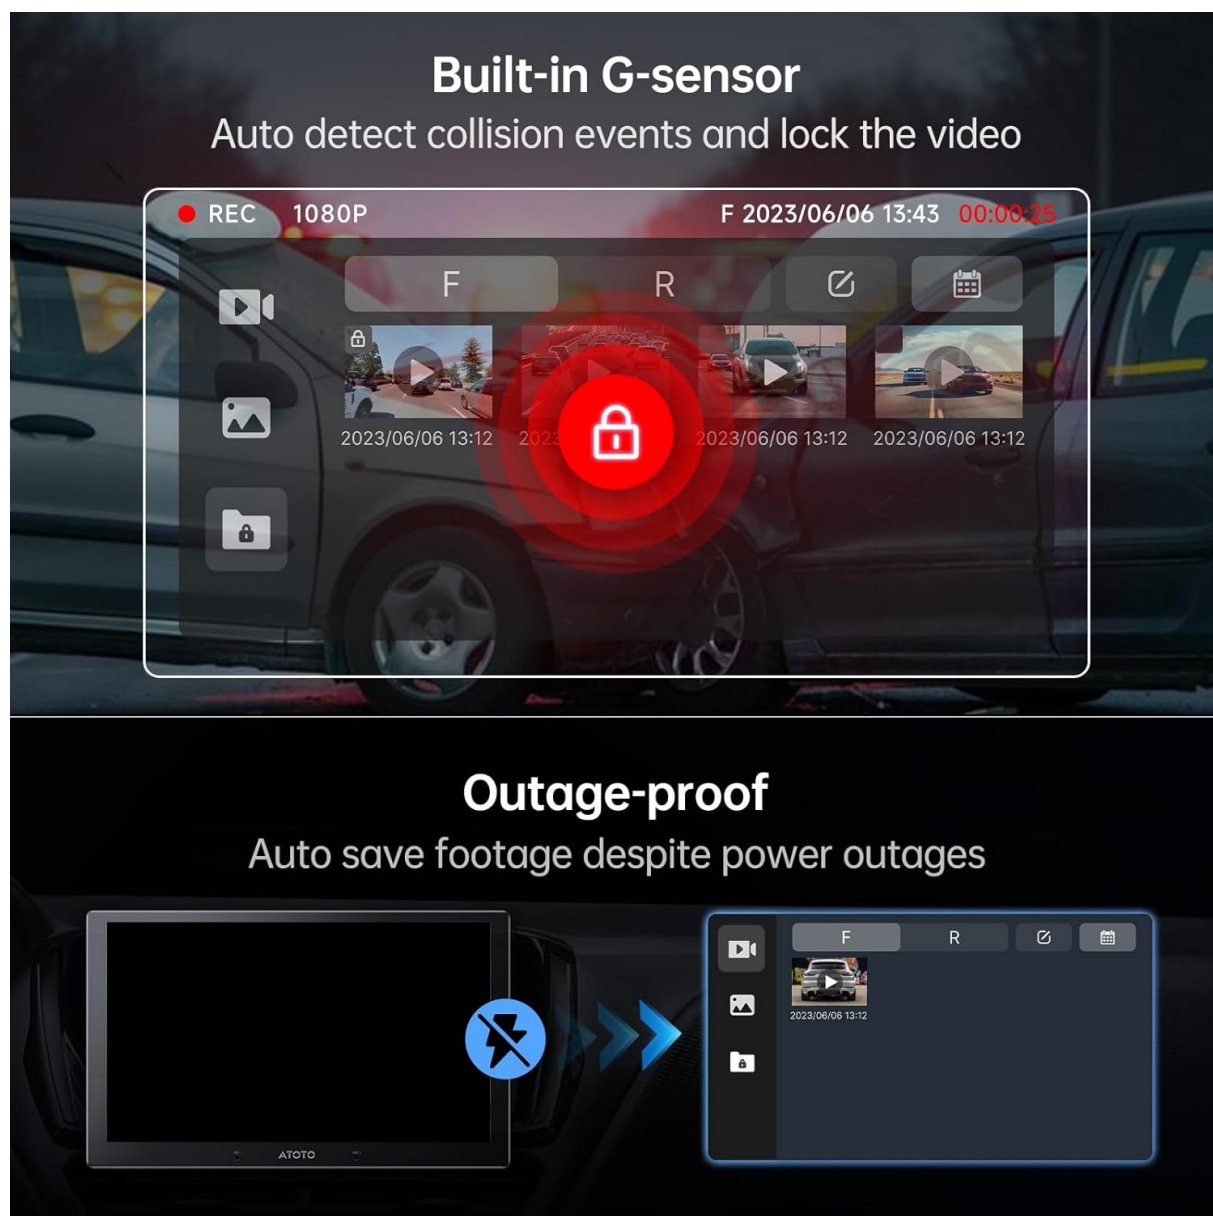 Built-in G-sensor
Auto detect collision events and lock the video
REC 1080P F 2023/06/06 13:43 00:00:25
F R
2023/06/06 13:12 2023 2023/06/06 13:12 2023/06/06 13:12
Outage-proof
Auto save footage despite power outages
F R
2023/06/06 13:12
ATOTO